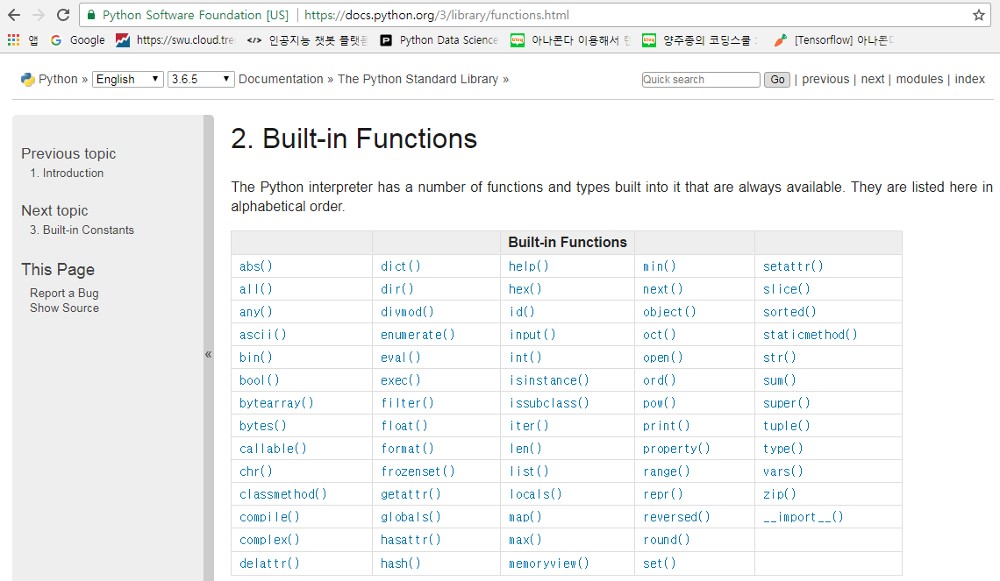 Python Software Foundation [US] | https://docs.python.org/3/library/functions.html
앱 Google https://swu.cloud.tre 인공지능 챗봇 플랫폼 Python Data Science 아나콘다 이용해서 양주종의 코딩스쿨 : [Tensorflow] 아나콘다
Python » English 3.6.5 Documentation » The Python Standard Library » Quick search Go | previous | next | modules | index
Previous topic
1. Introduction
Next topic
3. Built-in Constants
This Page
Report a Bug
Show Source
«
2. Built-in Functions
The Python interpreter has a number of functions and types built into it that are always available. They are listed here in
alphabetical order.
Built-in Functions
abs() dict() help() min() setattr()
all() dir() hex() next() slice()
any() divmod() id() object() sorted()
ascii() enumerate() input() oct() staticmethod()
bin() eval() int() open() str()
bool() exec() isinstance() ord() sum()
bytearray() filter() issubclass() pow() super()
bytes() float() iter() print() tuple()
callable() format() len() property() type()
chr() frozenset() list() range() vars()
classmethod() getattr() locals() repr() zip()
compile() globals() map() reversed() __import__()
complex() hasattr() max() round()
delattr() hash() memoryview() set()